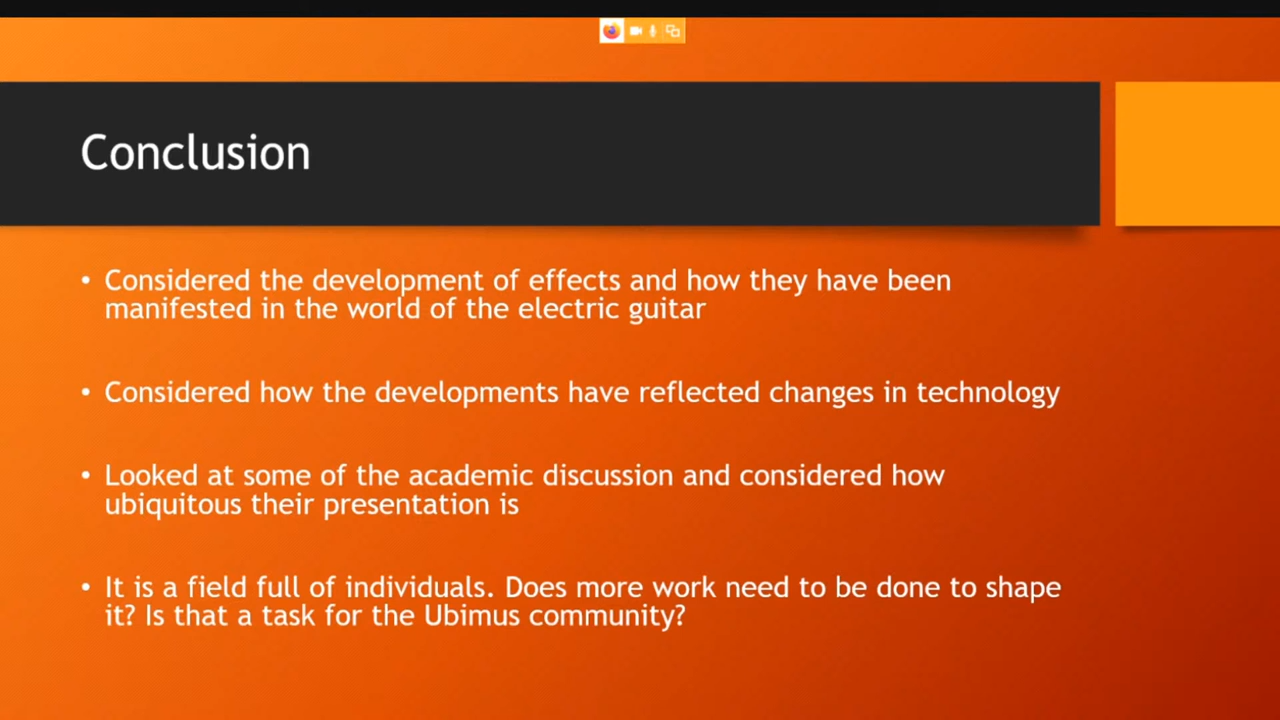 Conclusion
• Considered the development of effects and how they have been
manifested in the world of the electric guitar
• Considered how the developments have reflected changes in technology
• Looked at some of the academic discussion and considered how
ubiquitous their presentation is
• It is a field full of individuals. Does more work need to be done to shape
it? Is that a task for the Ubimus community?